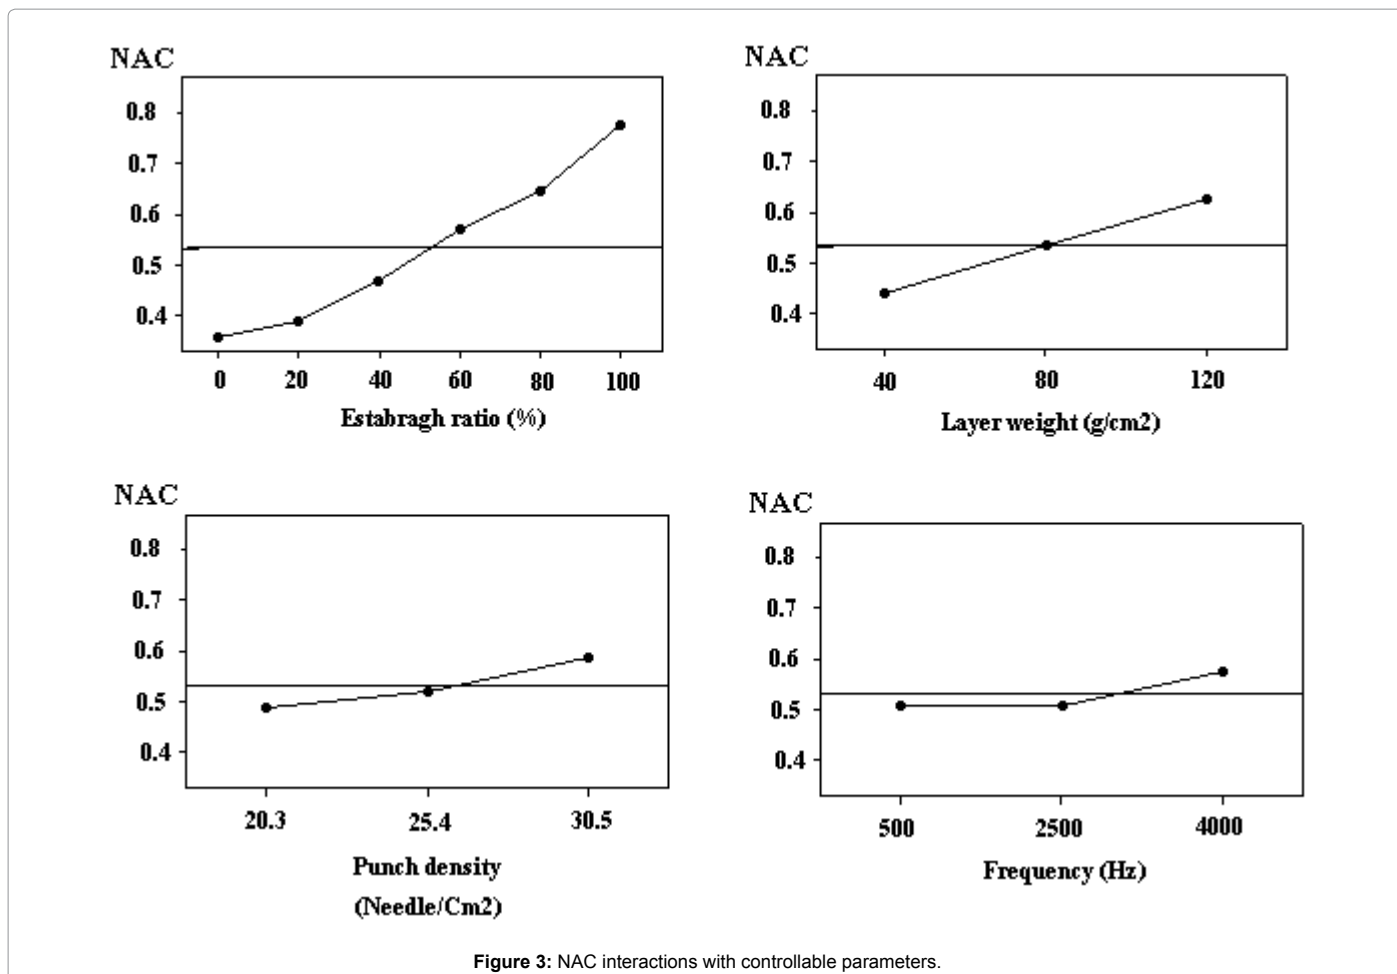 NAC
0.8
0.7
0.6
0.5
0.4
0 20 40 60 80 100
Estabragh ratio (%)
NAC
0.8
0.7
0.6
0.5
0.4
40 80 120
Layer weight (g/cm2)
NAC
0.8
0.7
0.6
0.5
0.4
20.3 25.4 30.5
Punch density
(Needle/Cm2)
NAC
0.8
0.7
0.6
0.5
0.4
500 2500 4000
Frequency (Hz)
Figure 3: NAC interactions with controllable parameters.